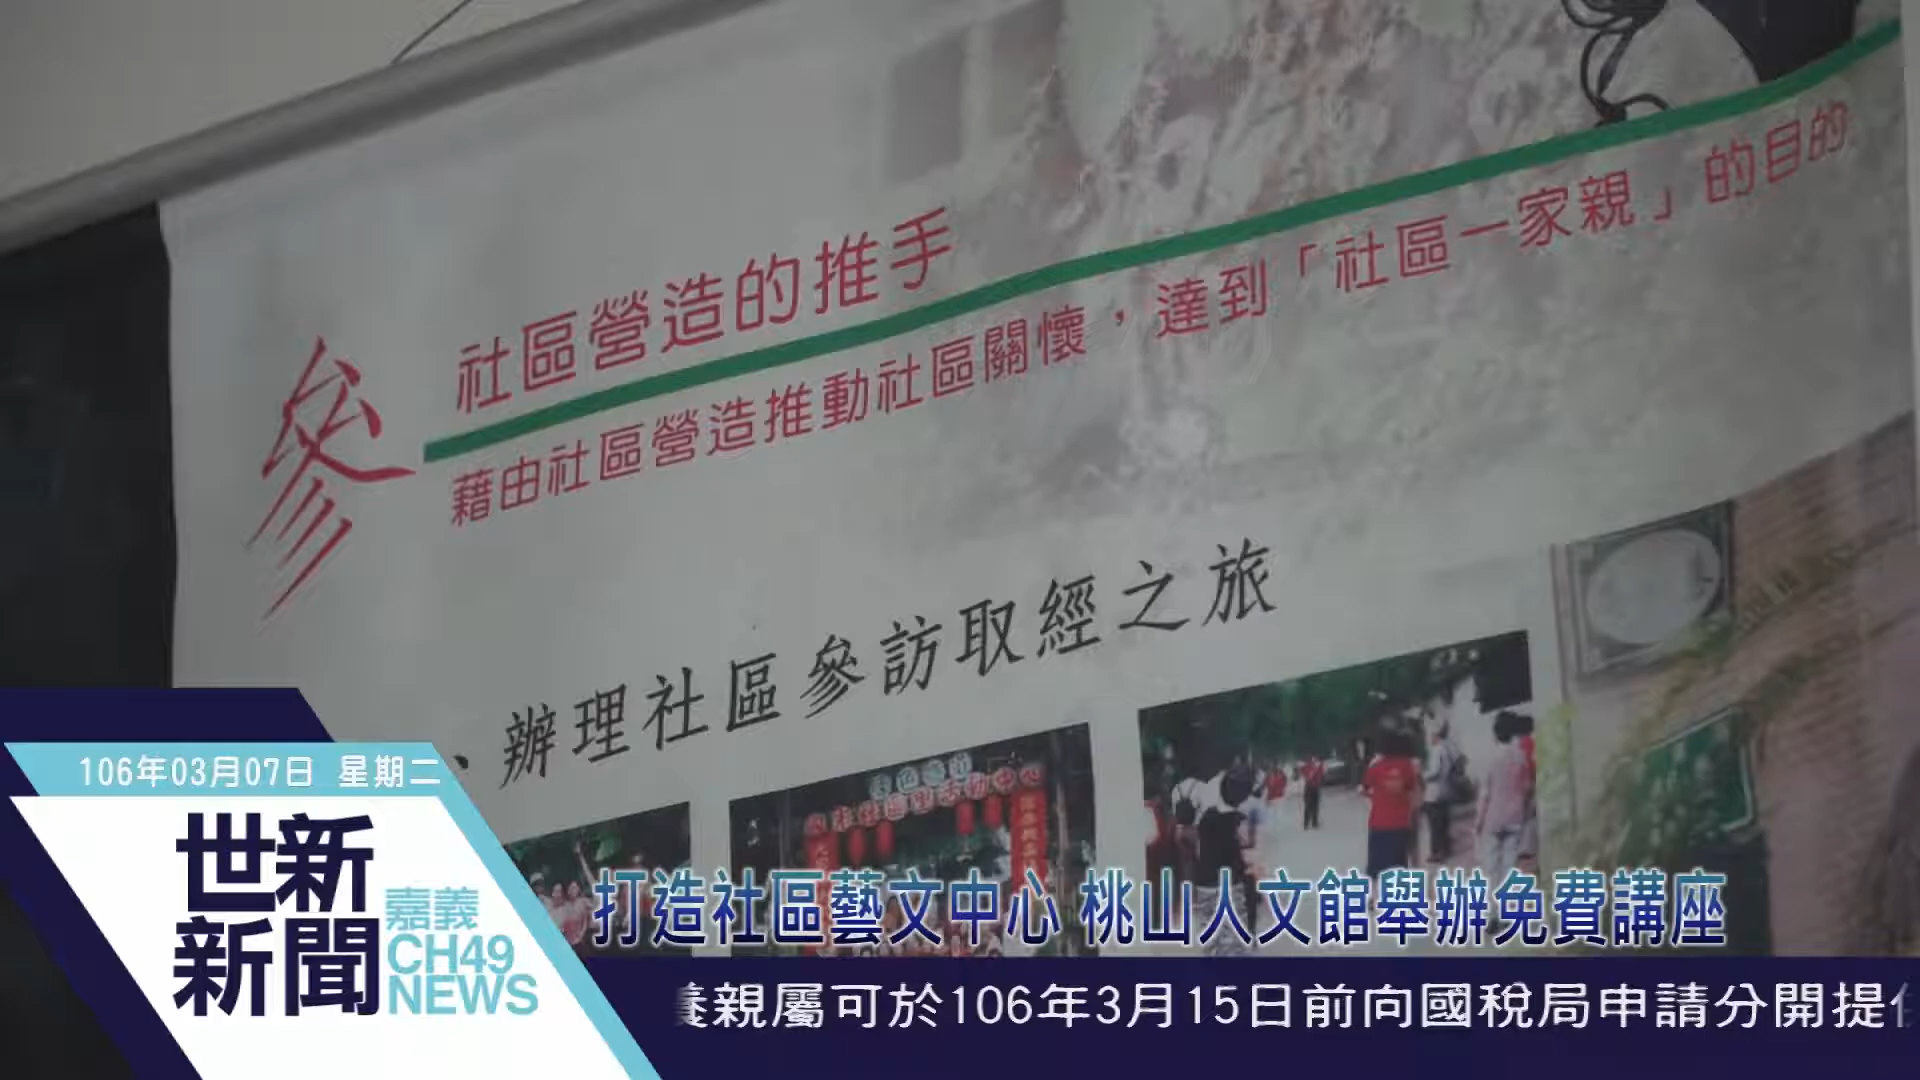 參
社區營造的推手
藉由社區營造推動社區關懷，達到「社區一家親」的目的
、辦理社區參訪取經之旅
106年03月07日 星期二
世新
新聞
嘉義
CH49
NEWS
打造社區藝文中心 桃山人文館舉辦免費講座
親屬可於106年3月15日前向國稅局申請分開提